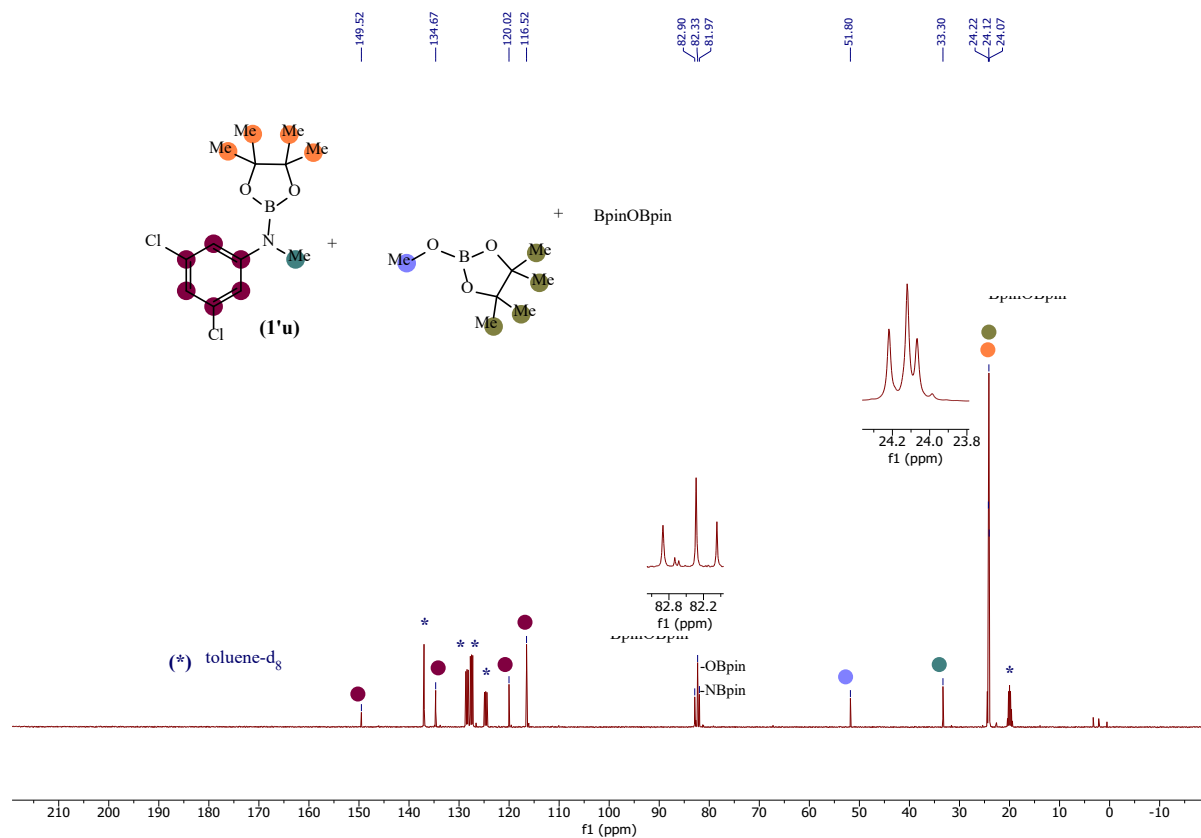 149.52
134.67
120.02
116.52
82.90
82.33
81.97
51.80
33.30
24.22
24.12
24.07
Me
Me
Me
Me
O
O
B
N
Me
Cl
Cl
(1'u)
+
O
Me
B
O
O
Me
Me
Me
Me
+
BpinOBpin
BpinOBpin
24.2 24.0 23.8
f1 (ppm)
82.8 82.2
f1 (ppm)
BpinOBpin
-OBpin
-NBpin
* * * * *
(*) toluene-d8
210 200 190 180 170 160 150 140 130 120 110 100 90 80 70 60 50 40 30 20 10 0 -10
f1 (ppm)